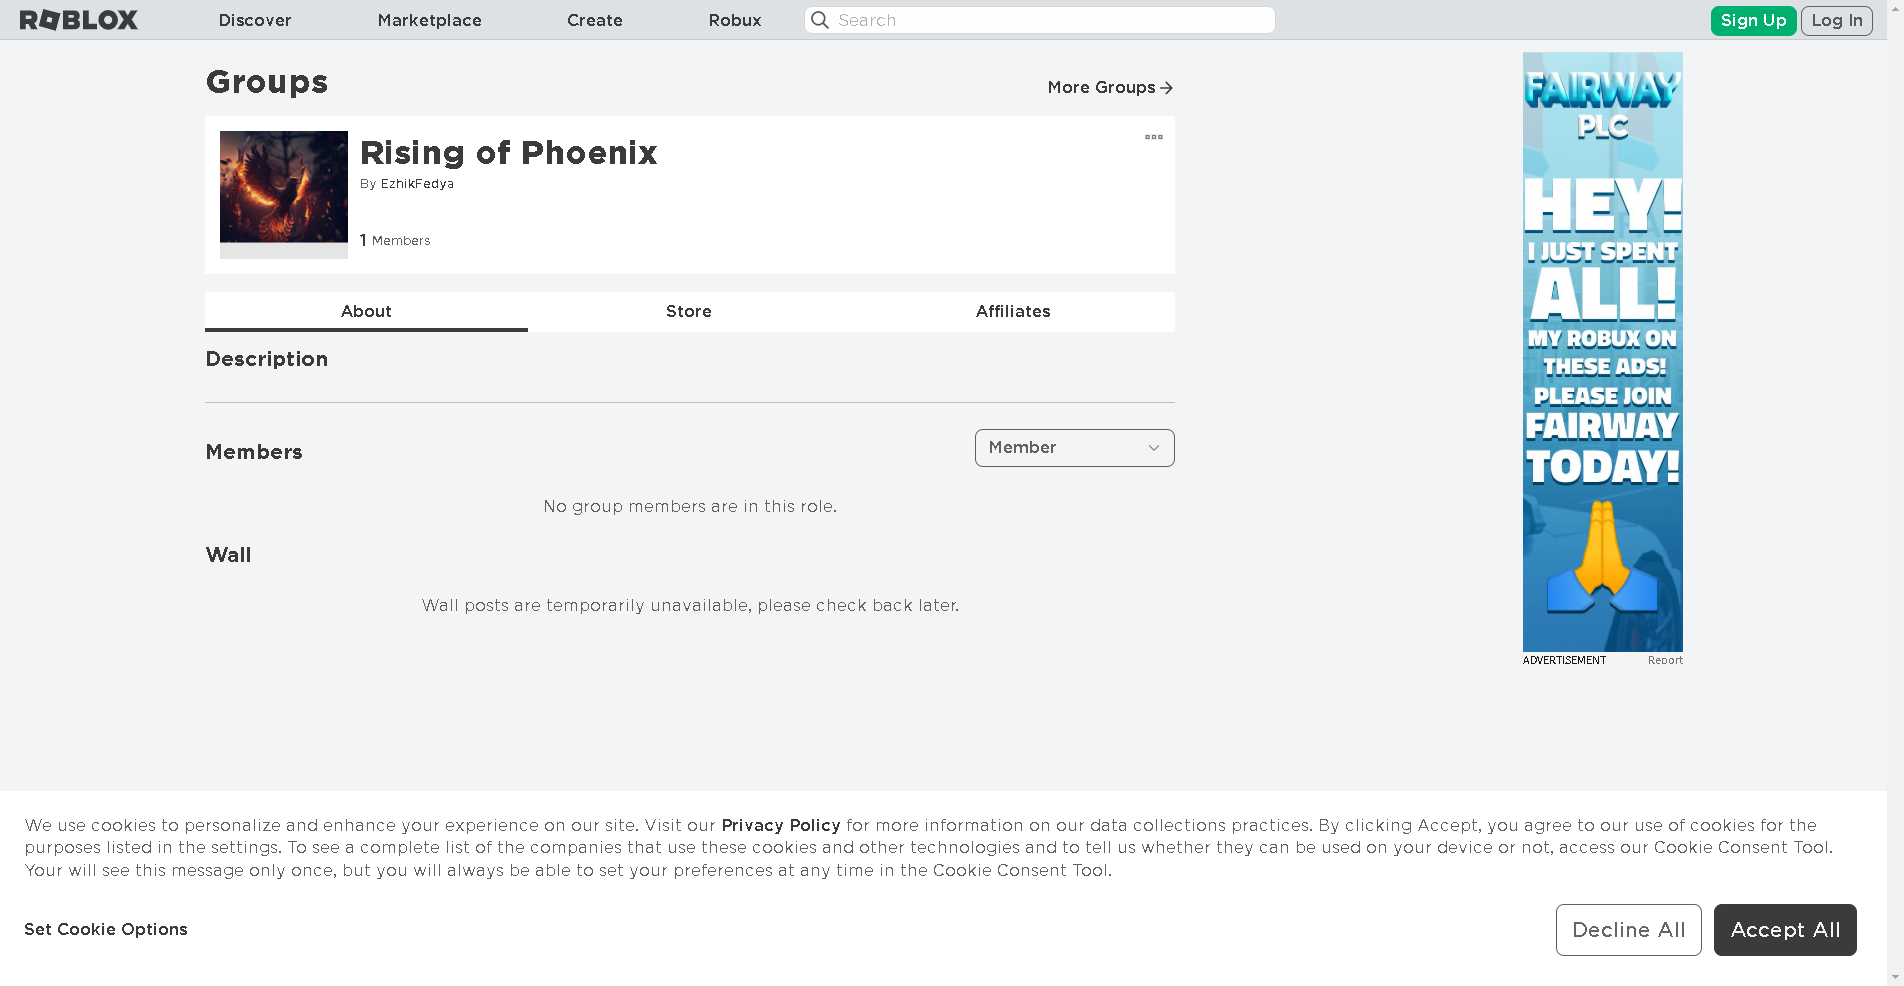 ROBLOX
Discover
Marketplace
Create
Robux
Search
Sign Up
Log In
Groups
More Groups
Rising of Phoenix
By EzhikFedya
1 Members
About
Store
Affiliates
Description
Members
Member
No group members are in this role.
Wall
Wall posts are temporarily unavailable, please check back later.
FAIRWAY
PLC
HEY!
I JUST SPENT
ALL!
MY ROBUX ON
THESE ADS!
PLEASE JOIN
FAIRWAY
TODAY!
ADVERTISEMENT
Report
We use cookies to personalize and enhance your experience on our site. Visit our Privacy Policy for more information on our data collections practices. By clicking Accept, you agree to our use of cookies for the
purposes listed in the settings. To see a complete list of the companies that use these cookies and other technologies and to tell us whether they can be used on your device or not, access our Cookie Consent Tool.
Your will see this message only once, but you will always be able to set your preferences at any time in the Cookie Consent Tool.
Set Cookie Options
Decline All
Accept All